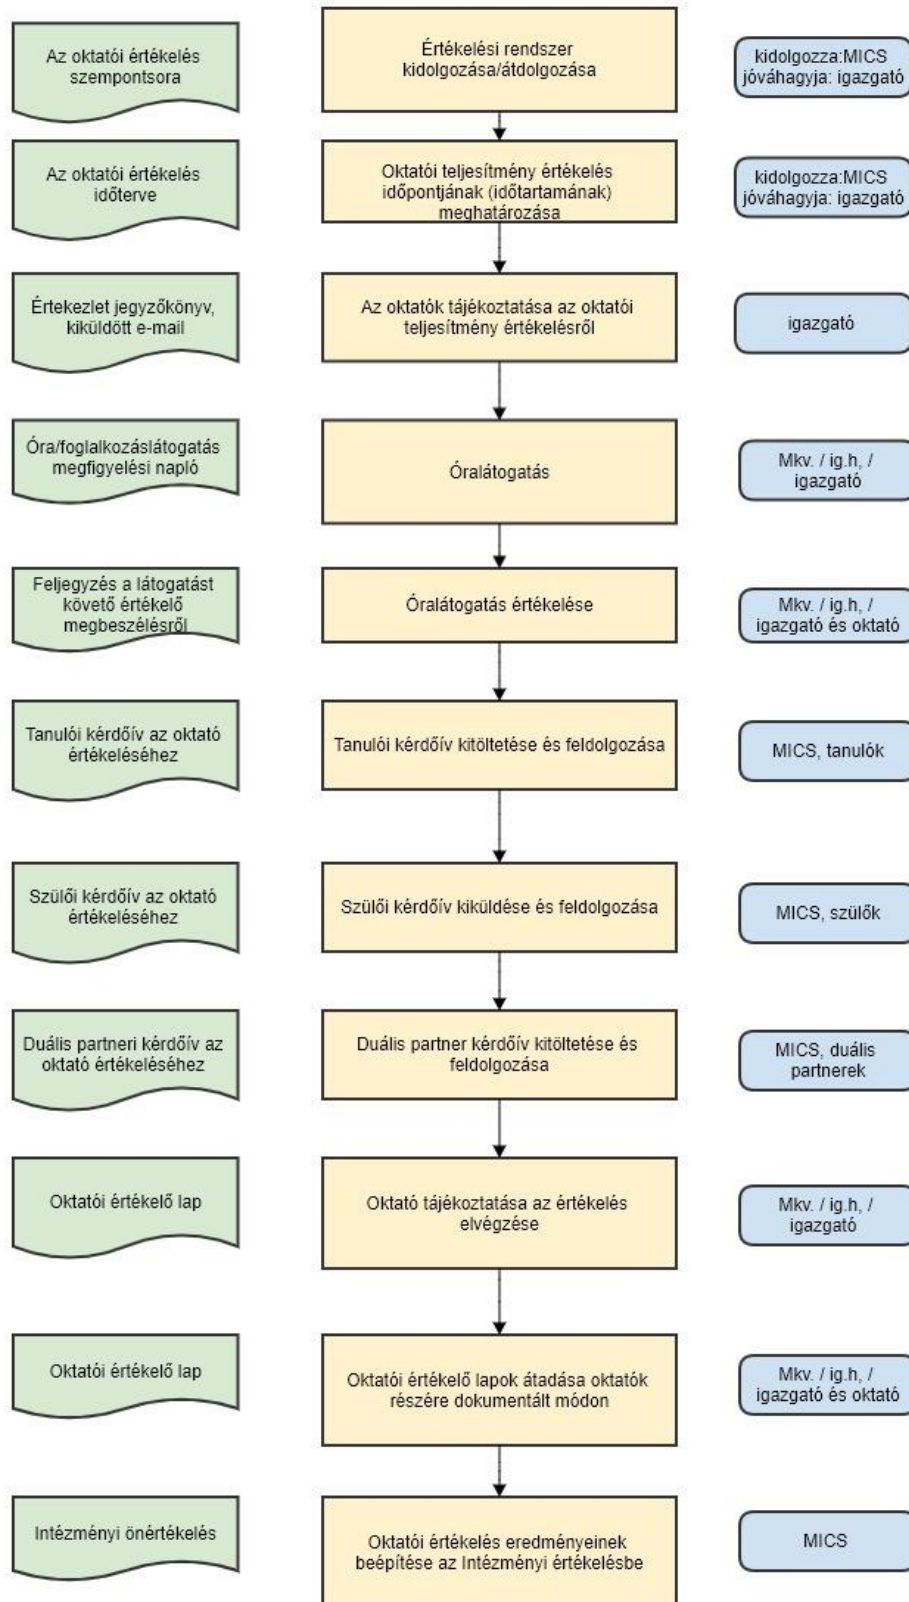 Az oktatói értékelés
szempontsora
Értékelési rendszer
kidolgozása/átdolgozása
kidolgozza:MICS
jóváhagyja: igazgató
Az oktatói értékelés
időterve
Oktatói teljesítmény értékelés
időpontjának (időtartamának)
meghatározása
kidolgozza:MICS
jóváhagyja: igazgató
Értekezlet jegyzőkönyv,
kiküldött e-mail
Az oktatók tájékoztatása az oktatói
teljesítmény értékelésről
igazgató
Óra/foglalkozáslátogatás
megfigyelési napló
Óralátogatás
Mkv. / ig.h, /
igazgató
Feljegyzés a látogatást
követő értékelő
megbeszélésről
Óralátogatás értékelése
Mkv. / ig.h, /
igazgató és oktató
Tanulói kérdőív az oktató
értékeléséhez
Tanulói kérdőív kitöltetése és feldolgozása
MICS, tanulók
Szülői kérdőív az oktató
értékeléséhez
Szülői kérdőív kiküldése és feldolgozása
MICS, szülők
Duális partneri kérdőív az
oktató értékeléséhez
Duális partner kérdőív kitöltetése és
feldolgozása
MICS, duális
partnerek
Oktatói értékelő lap
Oktató tájékoztatása az értékelés
elvégzése
Mkv. / ig.h, /
igazgató
Oktatói értékelő lap
Oktatói értékelő lapok átadása oktatók
részére dokumentált módon
Mkv. / ig.h, /
igazgató és oktató
Intézményi önértékelés
Oktatói értékelés eredményeinek
beépítése az Intézményi értékelésbe
MICS